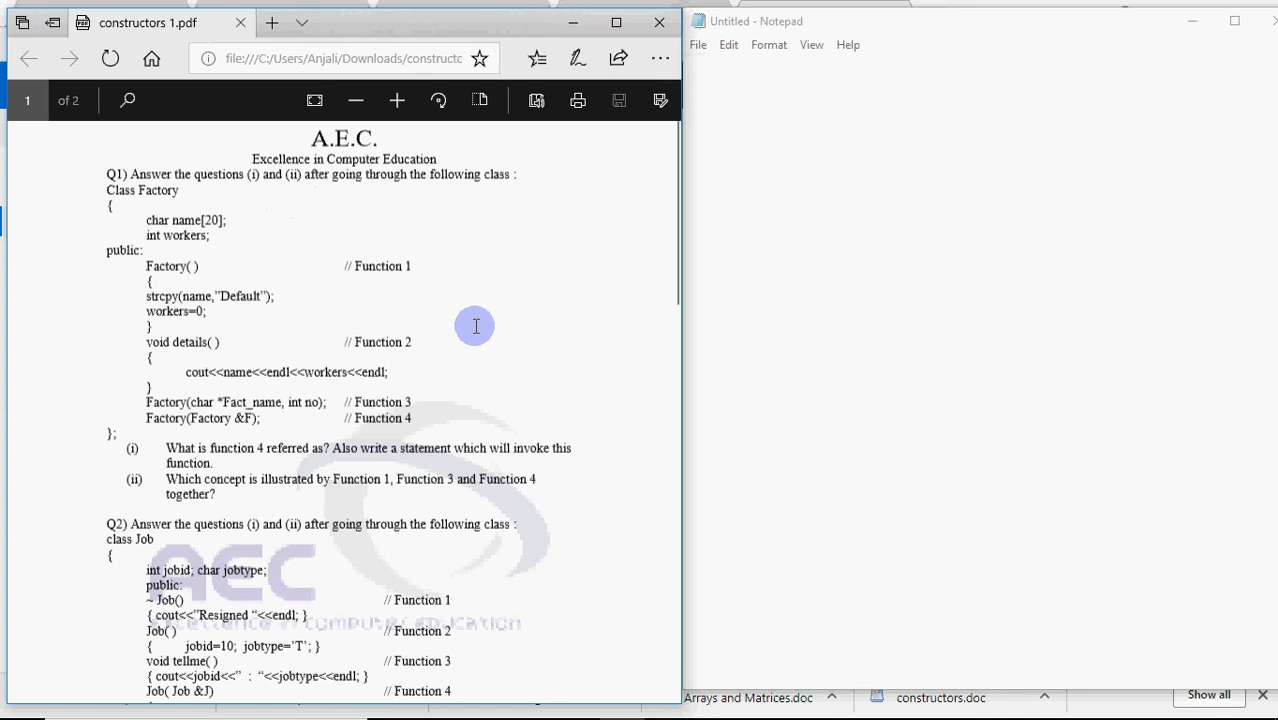 constructors 1.pdf
Untitled - Notepad
File Edit Format View Help
file:///C:/Users/Anjali/Downloads/constructc
1 of 2
A.E.C.
Excellence in Computer Education
Q1) Answer the questions (i) and (ii) after going through the following class :
Class Factory
{
char name[20];
int workers;
public:
Factory( ) // Function 1
{
strcpy(name,”Default”);
workers=0;
}
void details( ) // Function 2
{
cout<<name<<endl<<workers<<endl;
}
Factory(char *Fact_name, int no); // Function 3
Factory(Factory &F); // Function 4
};
(i) What is function 4 referred as? Also write a statement which will invoke this
function.
(ii) Which concept is illustrated by Function 1, Function 3 and Function 4
together?
Q2) Answer the questions (i) and (ii) after going through the following class :
class Job
{
int jobid; char jobtype;
public:
~ Job() // Function 1
{ cout<<”Resigned “<<endl; }
Job( ) // Function 2
{ jobid=10; jobtype=’T’; }
void tellme( ) // Function 3
{ cout<<jobid<<” : “<<jobtype<<endl; }
Job( Job &J) // Function 4
AEC
excellence in computer education
Arrays and Matrices.doc
constructors.doc
Show all